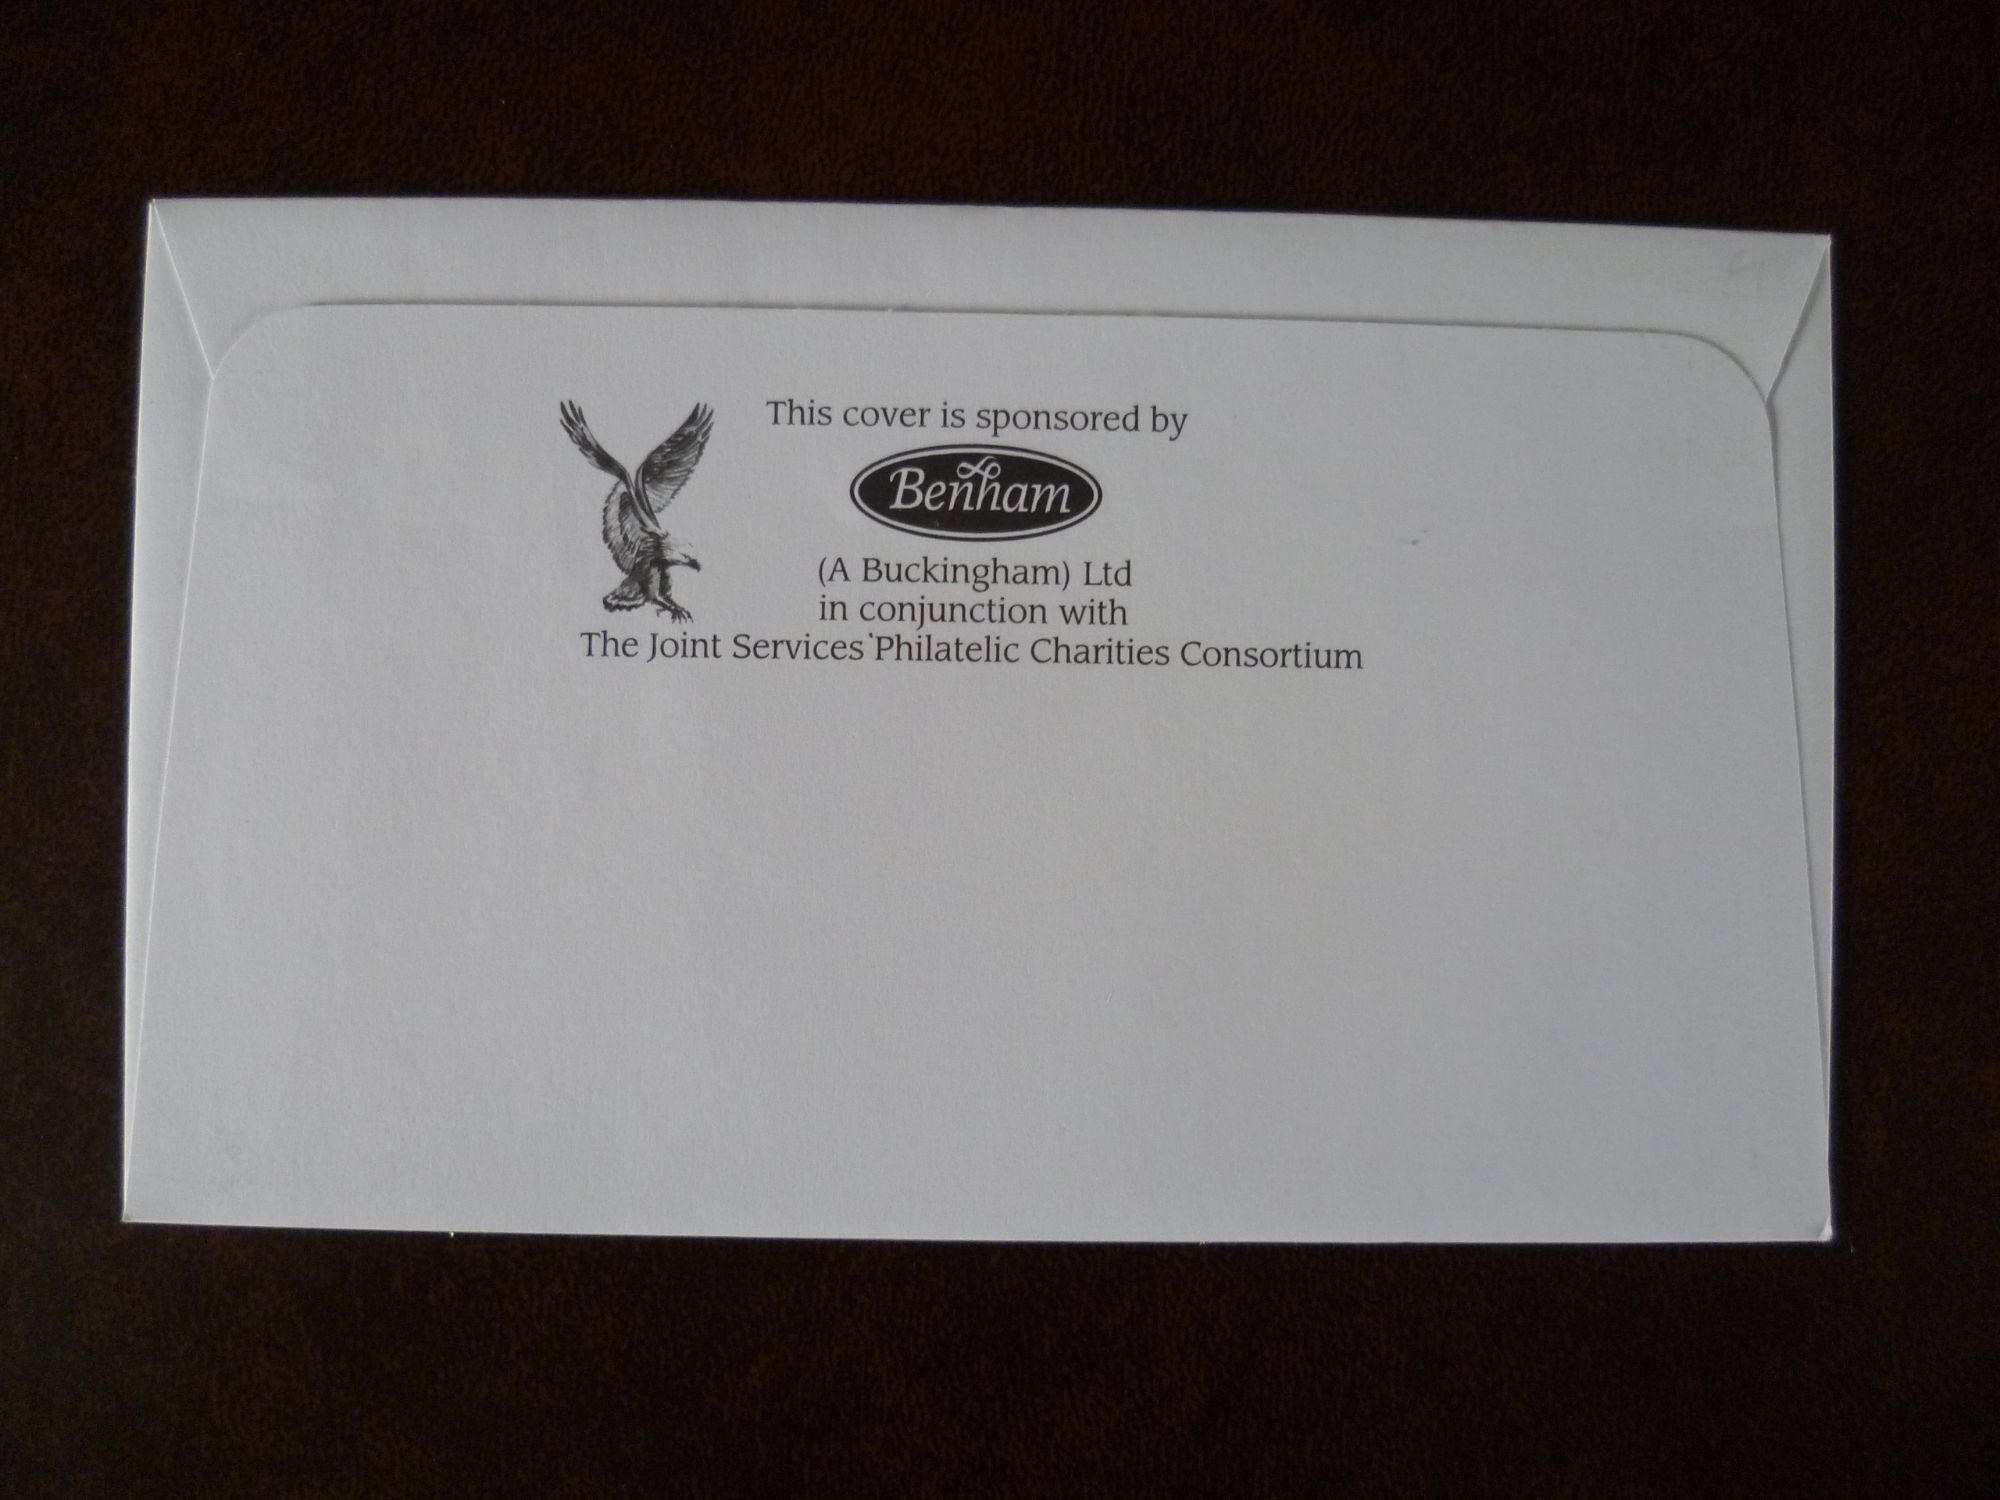 This cover is sponsored by
Benham
(A Buckingham) Ltd
in conjunction with
The Joint Services' Philatelic Charities Consortium